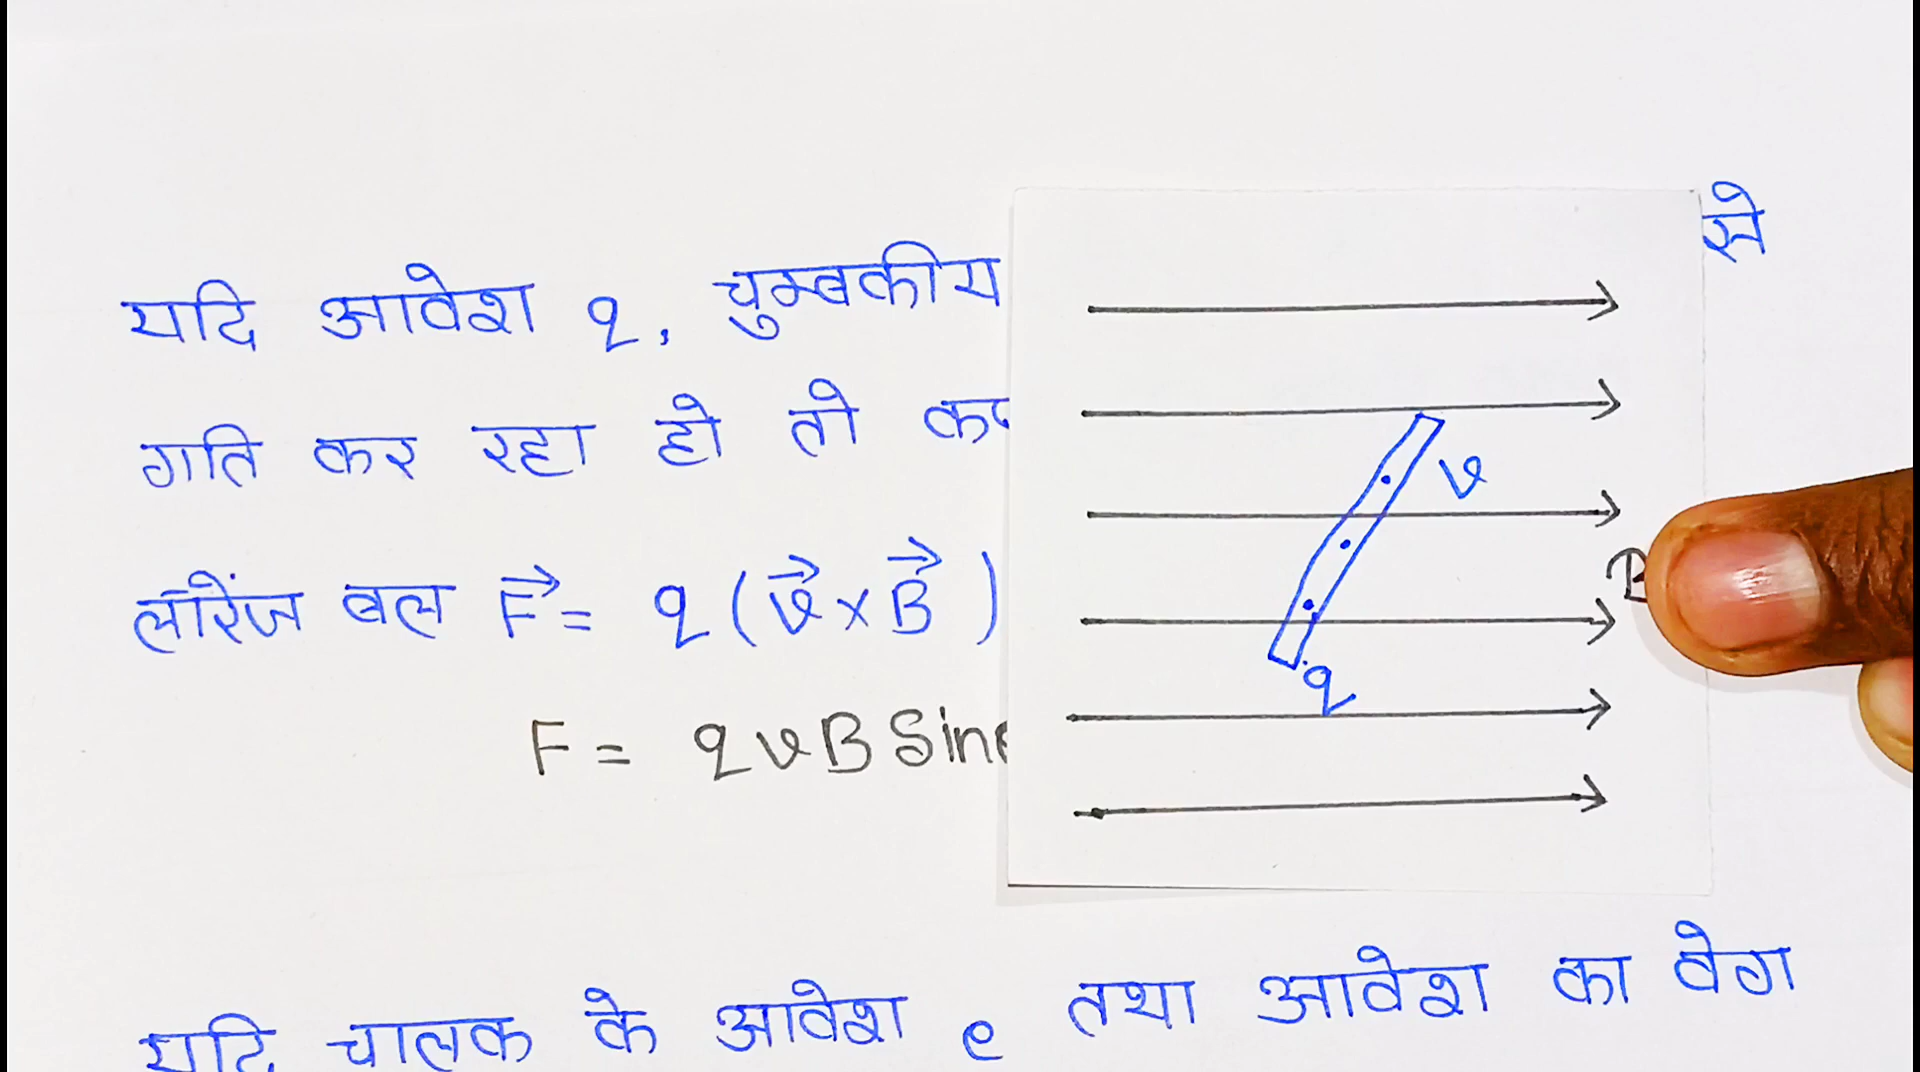 से
यदि आवेश q, चुम्बकीय
गति कर रहा हो तो
लॉरेंज बल F⃗ = q (v⃗ × B⃗)
F = qvB Sin
v
B
q
यदि चालक के आवेश e तथा आवेश का वेग